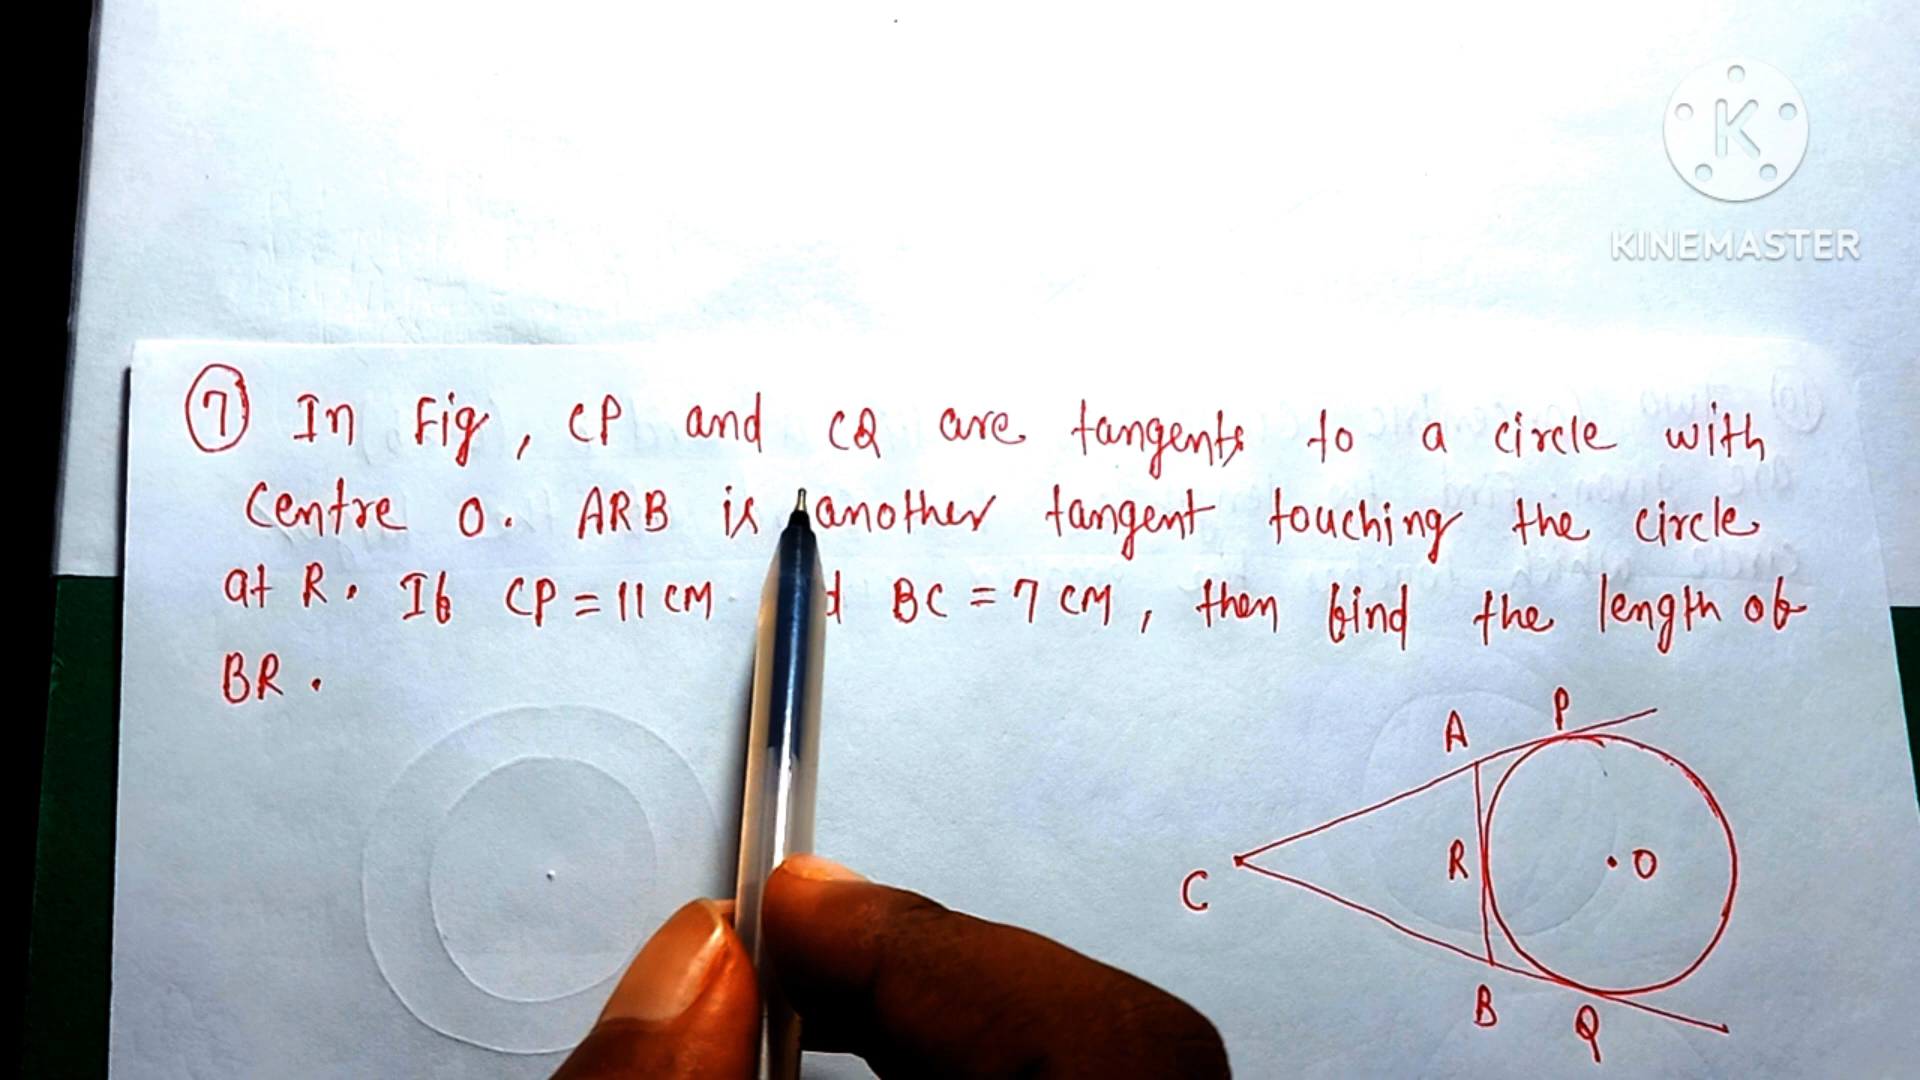 K
KINEMASTER
7 In Fig, CP and CQ are tangents to a circle with
Centre O. ARB is another tangent touching the circle
at R. If CP = 11 CM d BC = 7 CM, then find the length of
BR.
P
A
R
O
C
B
Q